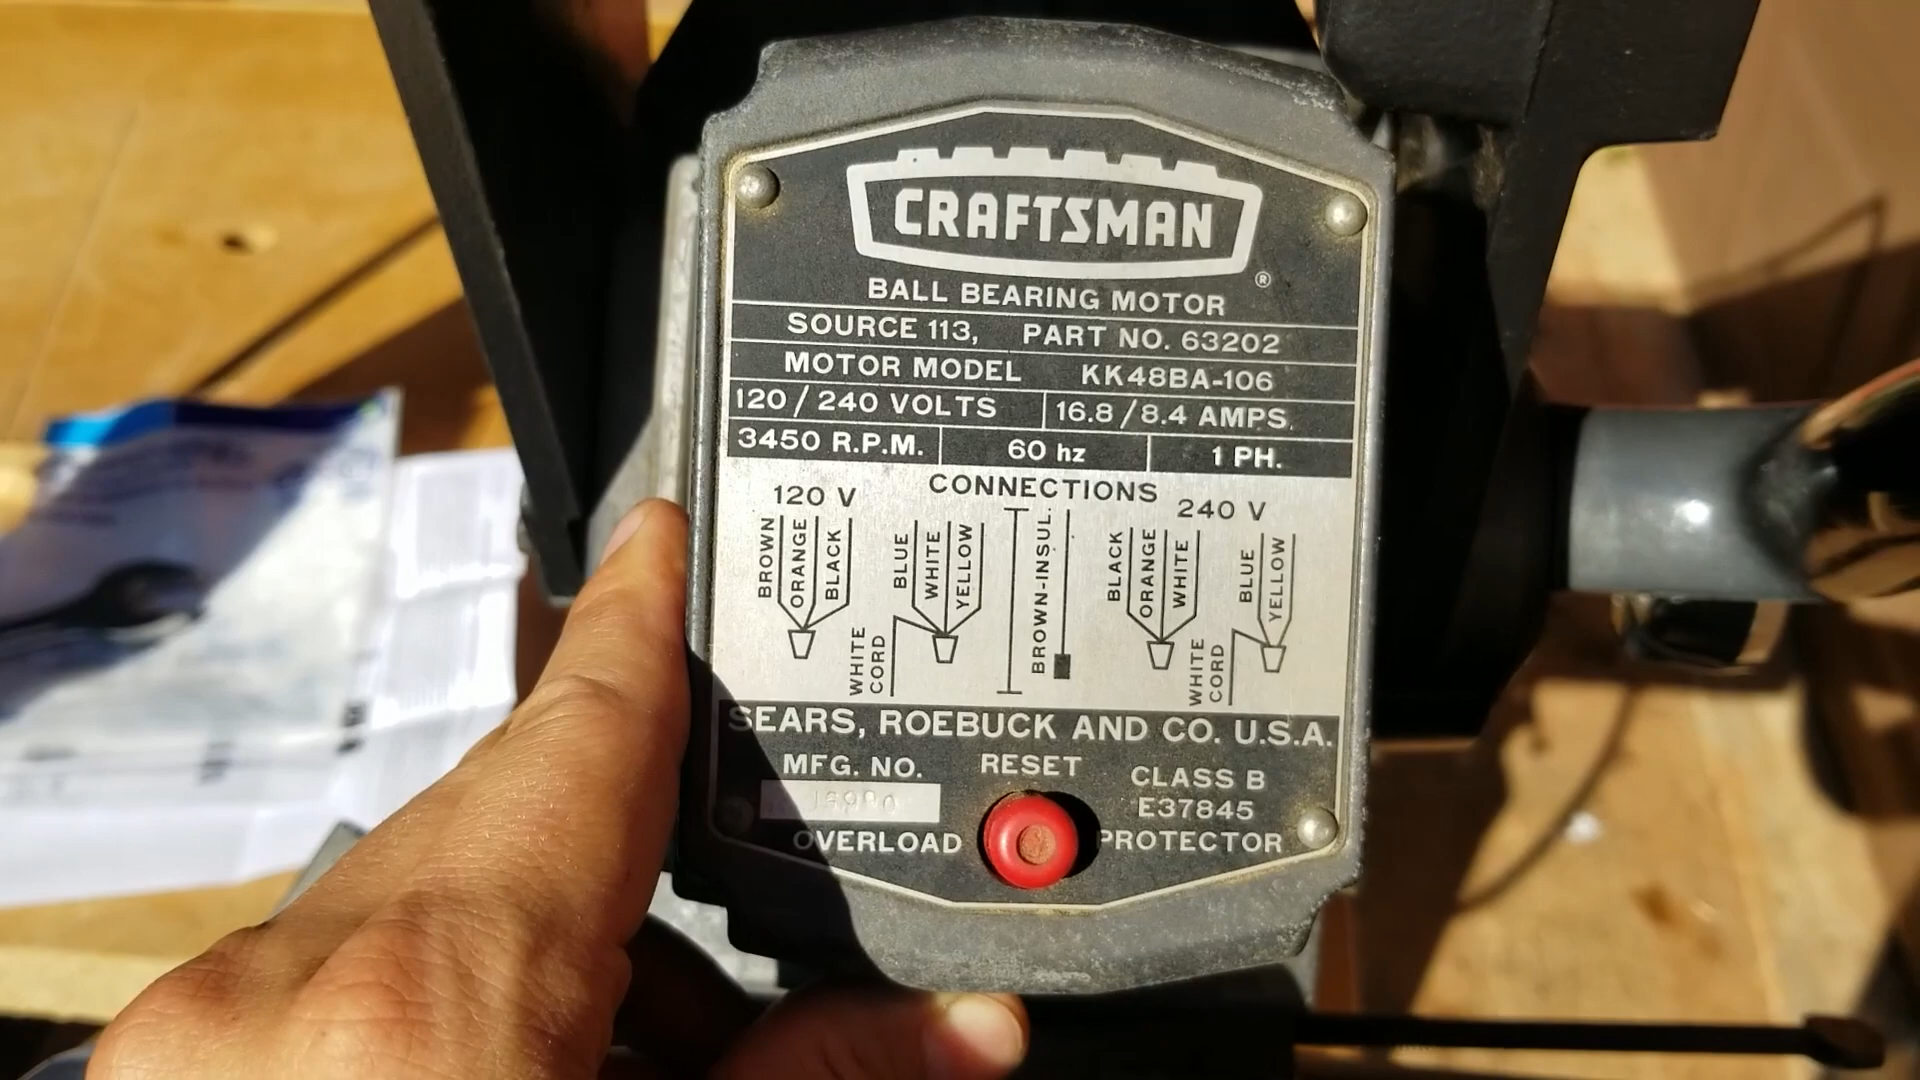 CRAFTSMAN
®
BALL BEARING MOTOR
SOURCE 113, PART NO. 63202
MOTOR MODEL KK48BA-106
120 / 240 VOLTS 16.8 / 8.4 AMPS.
3450 R.P.M. 60 hz 1 PH.
CONNECTIONS
120 V
BROWN
ORANGE
BLACK
BLUE
WHITE
YELLOW
WHITE CORD
BROWN-INSUL.
240 V
BLACK
ORANGE
WHITE
BLUE
YELLOW
WHITE CORD
SEARS, ROEBUCK AND CO. U.S.A.
MFG. NO. RESET CLASS B
E37845
OVERLOAD PROTECTOR